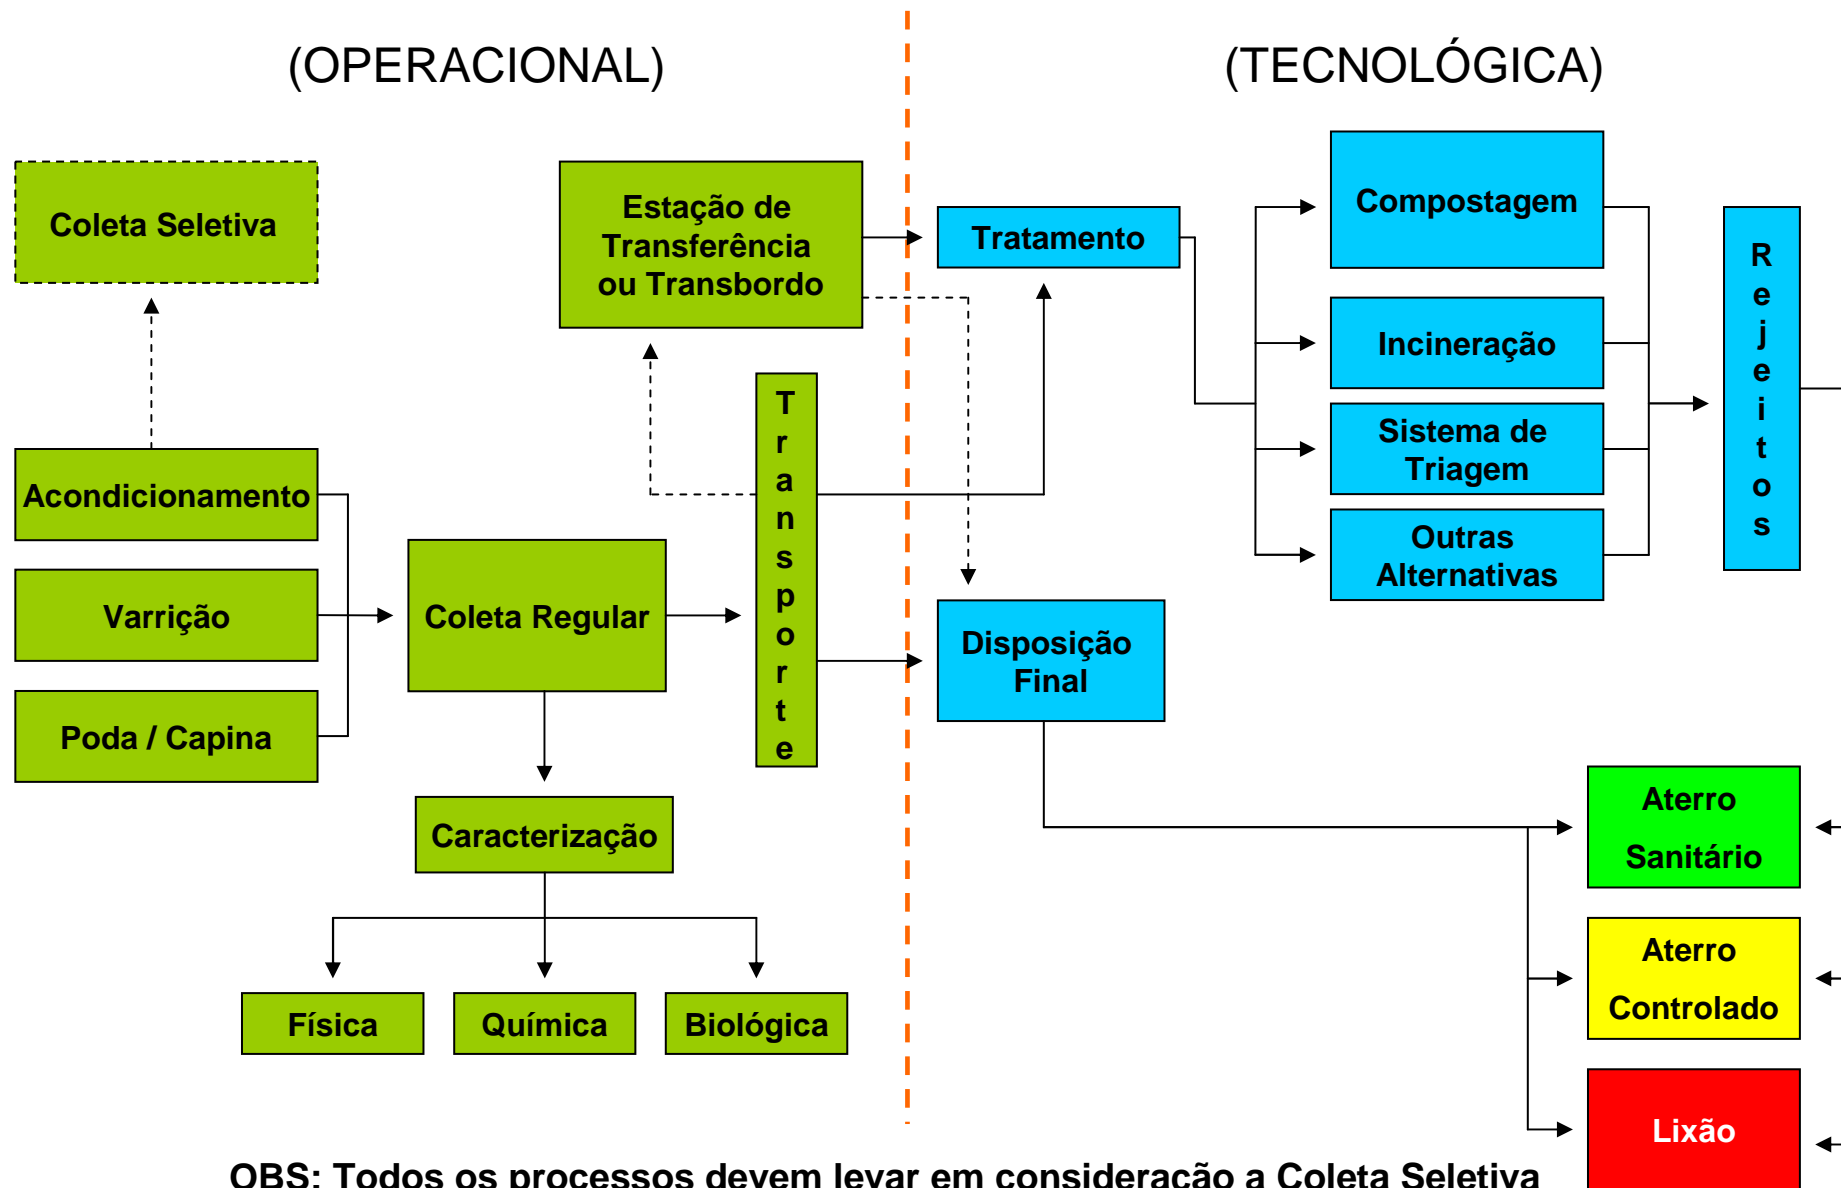 (OPERACIONAL)
(TECNOLÓGICA)
Coleta Seletiva
Estação de
Transferência
ou Transbordo
Tratamento
Compostagem
Incineração
Sistema de
Triagem
Outras
Alternativas
Rejeitos
Acondicionamento
Varrição
Poda / Capina
Coleta Regular
Transporte
Disposição
Final
Caracterização
Física
Química
Biológica
Aterro
Sanitário
Aterro
Controlado
Lixão
OBS: Todos os processos devem levar em consideração a Coleta Seletiva